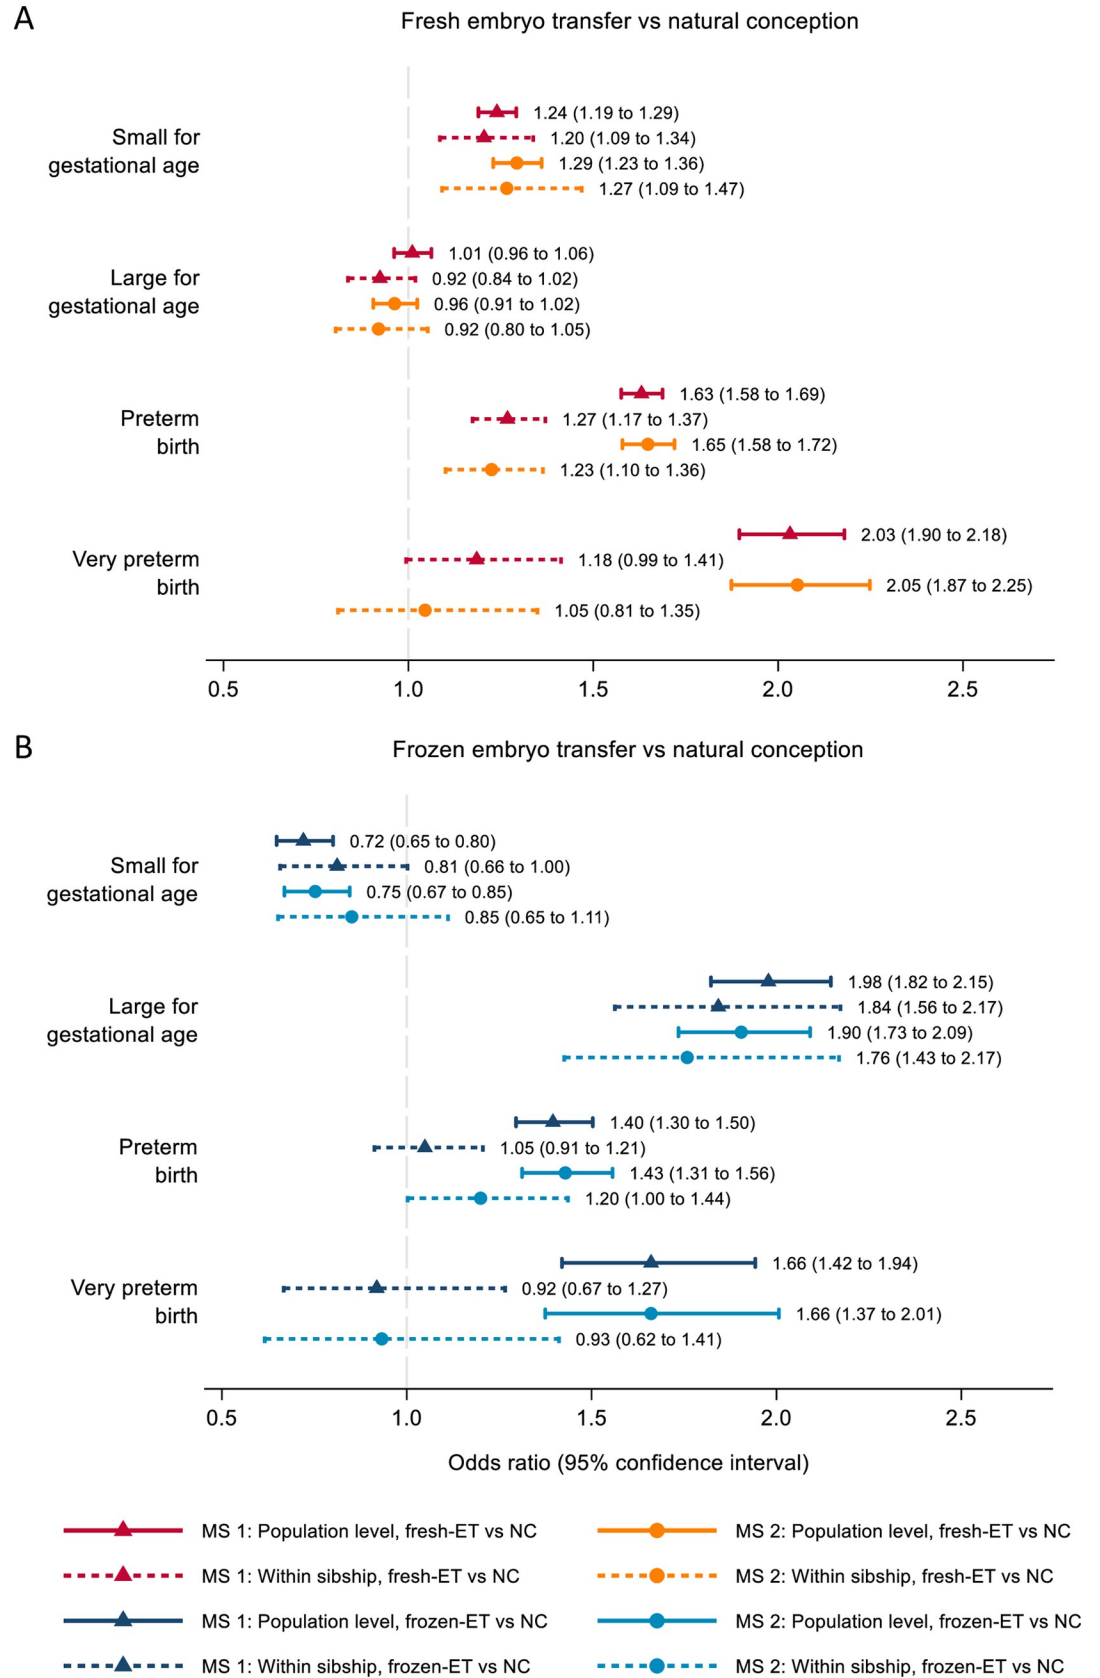 A
Fresh embryo transfer vs natural conception
Small for
gestational age
1.24 (1.19 to 1.29)
1.20 (1.09 to 1.34)
1.29 (1.23 to 1.36)
1.27 (1.09 to 1.47)
Large for
gestational age
1.01 (0.96 to 1.06)
0.92 (0.84 to 1.02)
0.96 (0.91 to 1.02)
0.92 (0.80 to 1.05)
Preterm
birth
1.63 (1.58 to 1.69)
1.27 (1.17 to 1.37)
1.65 (1.58 to 1.72)
1.23 (1.10 to 1.36)
Very preterm
birth
2.03 (1.90 to 2.18)
1.18 (0.99 to 1.41)
2.05 (1.87 to 2.25)
1.05 (0.81 to 1.35)
0.5 1.0 1.5 2.0 2.5
B
Frozen embryo transfer vs natural conception
Small for
gestational age
0.72 (0.65 to 0.80)
0.81 (0.66 to 1.00)
0.75 (0.67 to 0.85)
0.85 (0.65 to 1.11)
Large for
gestational age
1.98 (1.82 to 2.15)
1.84 (1.56 to 2.17)
1.90 (1.73 to 2.09)
1.76 (1.43 to 2.17)
Preterm
birth
1.40 (1.30 to 1.50)
1.05 (0.91 to 1.21)
1.43 (1.31 to 1.56)
1.20 (1.00 to 1.44)
Very preterm
birth
1.66 (1.42 to 1.94)
0.92 (0.67 to 1.27)
1.66 (1.37 to 2.01)
0.93 (0.62 to 1.41)
0.5 1.0 1.5 2.0 2.5
Odds ratio (95% confidence interval)
MS 1: Population level, fresh-ET vs NC
MS 1: Within sibship, fresh-ET vs NC
MS 1: Population level, frozen-ET vs NC
MS 1: Within sibship, frozen-ET vs NC
MS 2: Population level, fresh-ET vs NC
MS 2: Within sibship, fresh-ET vs NC
MS 2: Population level, frozen-ET vs NC
MS 2: Within sibship, frozen-ET vs NC